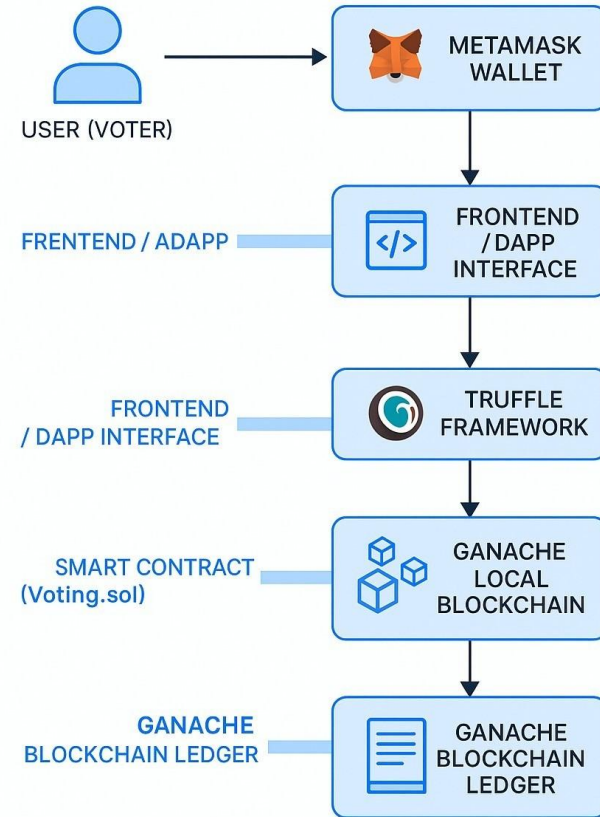 METAMASK
WALLET
USER (VOTER)
FRENTEND / ADAPP
FRONTEND
/ DAPP
INTERFACE
FRONTEND
/ DAPP INTERFACE
TRUFFLE
FRAMEWORK
SMART CONTRACT
(Voting.sol)
GANACHE
LOCAL
BLOCKCHAIN
GANACHE
BLOCKCHAIN LEDGER
GANACHE
BLOCKCHAIN
LEDGER